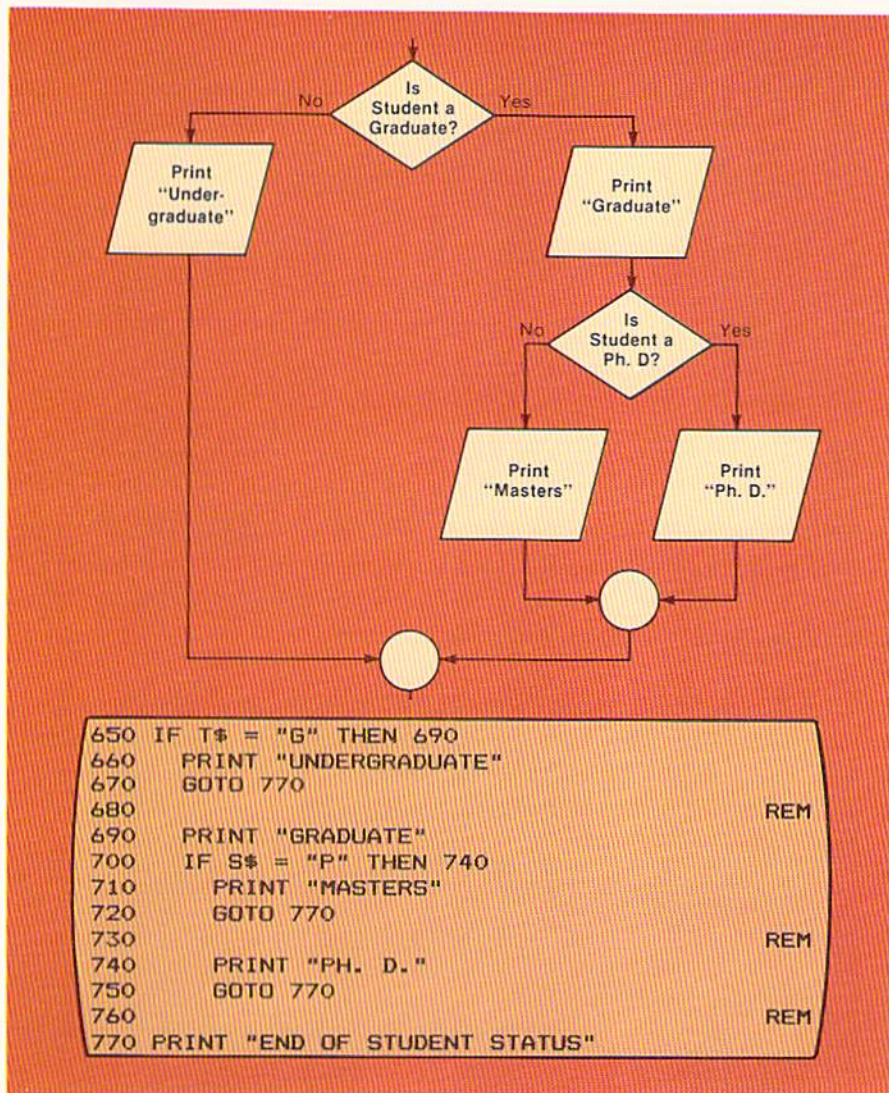 Is
Student a
Graduate?
No
Yes
Print
“Under-
graduate”
Print
“Graduate”
Is
Student a
Ph. D?
No
Yes
Print
“Masters”
Print
“Ph. D.”
650 IF T$ = "G" THEN 690
660 PRINT "UNDERGRADUATE"
670 GOTO 770
680 REM
690 PRINT "GRADUATE"
700 IF S$ = "P" THEN 740
710 PRINT "MASTERS"
720 GOTO 770
730 REM
740 PRINT "PH. D."
750 GOTO 770
760 REM
770 PRINT "END OF STUDENT STATUS"